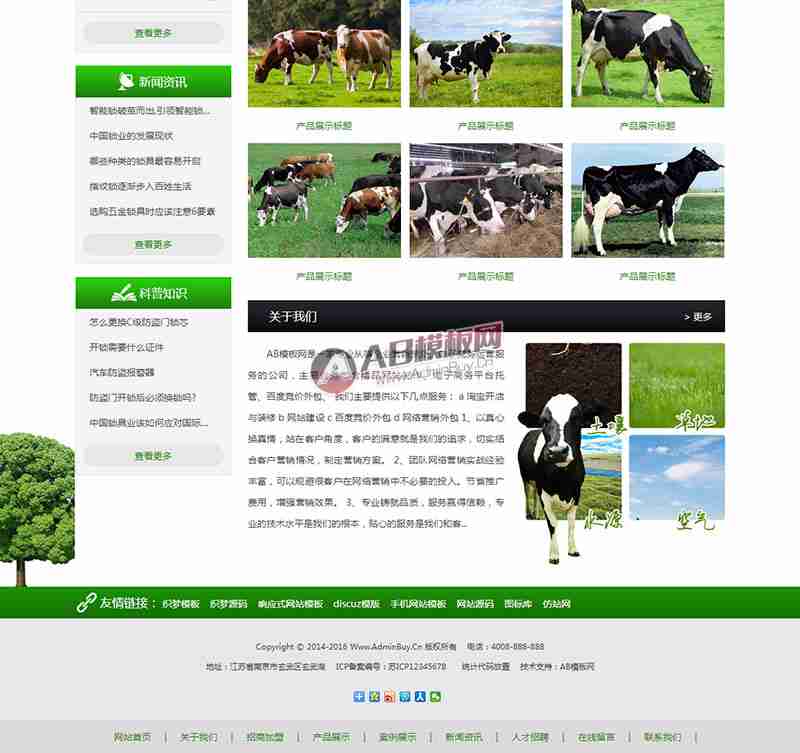 查看更多
新闻资讯
智能锁破茧而出,引领智能锁...
中国锁业的发展现状
哪些种类的锁具最容易开启
指纹锁逐渐步入百姓生活
选购五金锁具时应该注意6要素
查看更多
科普知识
怎么更换C级防盗门锁芯
开锁需要什么证件
汽车防盗报警器
防盗门开锁后必须换锁吗?
中国锁具业该如何应对国际...
查看更多
产品展示标题 产品展示标题 产品展示标题
产品展示标题 产品展示标题 产品展示标题
关于我们 > 更多
AB模板网
www.AdminBuy.Cn
AB模板网是一家专业从
务的公司，主要 电子商务平台托
管、百度竞价外包、 我们主要提供以下几点服务： a 淘宝开店
与装修 b 网站建设 c 百度竞价外包 d 网络营销外包 1、以真心
换真情，站在客户角度，客户的满意就是我们的追求，切实结
合客户营销情况，制定营销方案。 2、团队网络营销实战经验
丰富，可以规避很客户在网络营销中不必要的投入。节省推广
费用，增强营销效果。 3、专业铸就品质，服务赢得信赖，专
业的技术水平是我们的根本，贴心的服务是我们和客...
土壤 草地
水源 空气
友情链接： 织梦模板 织梦源码 响应式网站模板 discuz模版 手机网站模板 网站源码 图标库 仿站网
Copyright © 2014-2016 Www.AdminBuy.Cn 版权所有 电话：4008-888-888
地址：江苏省南京市玄武区玄武湖 ICP备案编号：苏ICP12345678 统计代码放置 技术支持：AB模板网
网站首页 | 关于我们 | 招商加盟 | 产品展示 | 案例展示 | 新闻资讯 | 人才招聘 | 在线留言 | 联系我们 |